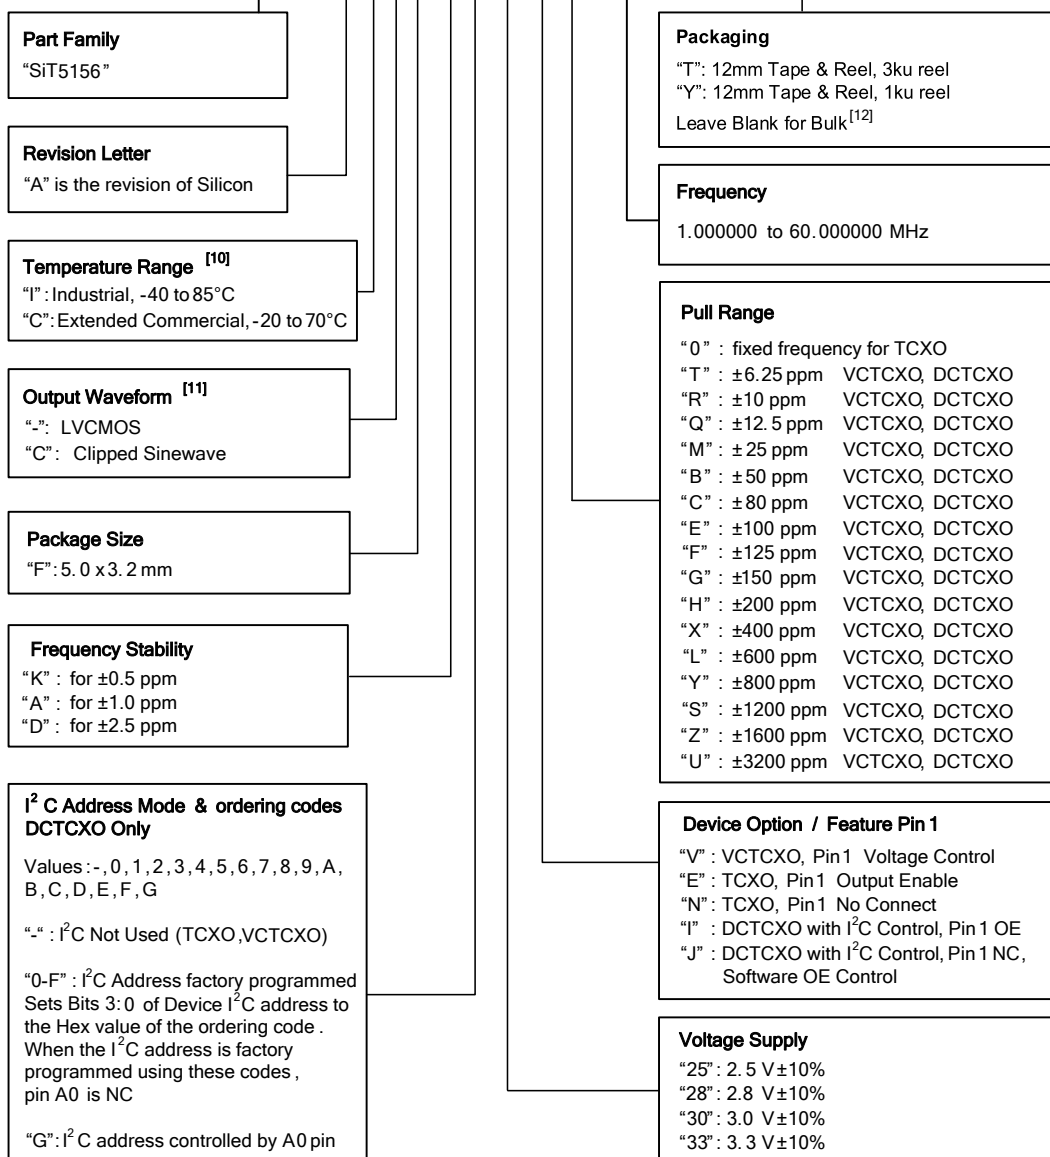 Part Family
“SiT5156”
Revision Letter
“A” is the revision of Silicon
Temperature Range [10]
“I”: Industrial, -40 to 85°C
“C”: Extended Commercial, -20 to 70°C
Output Waveform [11]
“-”: LVCMOS
“C”: Clipped Sinewave
Package Size
“F”: 5.0 x 3.2 mm
Frequency Stability
“K” : for ±0.5 ppm
“A” : for ±1.0 ppm
“D” : for ±2.5 ppm
I² C Address Mode & ordering codes
DCTCXO Only
Values : -, 0, 1, 2, 3, 4, 5, 6, 7, 8, 9, A,
B, C, D, E, F, G
“-“ : I²C Not Used (TCXO,VCTCXO)
“0-F” : I²C Address factory programmed
Sets Bits 3:0 of Device I²C address to
the Hex value of the ordering code .
When the I²C address is factory
programmed using these codes ,
pin A0 is NC
“G”: I² C address controlled by A0 pin
Packaging
“T”: 12mm Tape & Reel, 3ku reel
“Y”: 12mm Tape & Reel, 1ku reel
Leave Blank for Bulk[12]
Frequency
1.000000 to 60.000000 MHz
Pull Range
“0” : fixed frequency for TCXO
“T” : ±6.25 ppm VCTCXO, DCTCXO
“R” : ±10 ppm VCTCXO, DCTCXO
“Q” : ±12.5 ppm VCTCXO, DCTCXO
“M” : ±25 ppm VCTCXO, DCTCXO
“B” : ±50 ppm VCTCXO, DCTCXO
“C” : ±80 ppm VCTCXO, DCTCXO
“E” : ±100 ppm VCTCXO, DCTCXO
“F” : ±125 ppm VCTCXO, DCTCXO
“G” : ±150 ppm VCTCXO, DCTCXO
“H” : ±200 ppm VCTCXO, DCTCXO
“X” : ±400 ppm VCTCXO, DCTCXO
“L” : ±600 ppm VCTCXO, DCTCXO
“Y” : ±800 ppm VCTCXO, DCTCXO
“S” : ±1200 ppm VCTCXO, DCTCXO
“Z” : ±1600 ppm VCTCXO, DCTCXO
“U” : ±3200 ppm VCTCXO, DCTCXO
Device Option / Feature Pin 1
“V” : VCTCXO, Pin1 Voltage Control
“E” : TCXO, Pin1 Output Enable
“N” : TCXO, Pin1 No Connect
“I” : DCTCXO with I²C Control, Pin 1 OE
“J” : DCTCXO with I²C Control, Pin 1 NC,
Software OE Control
Voltage Supply
“25”: 2.5 V±10%
“28”: 2.8 V±10%
“30”: 3.0 V±10%
“33”: 3.3 V±10%